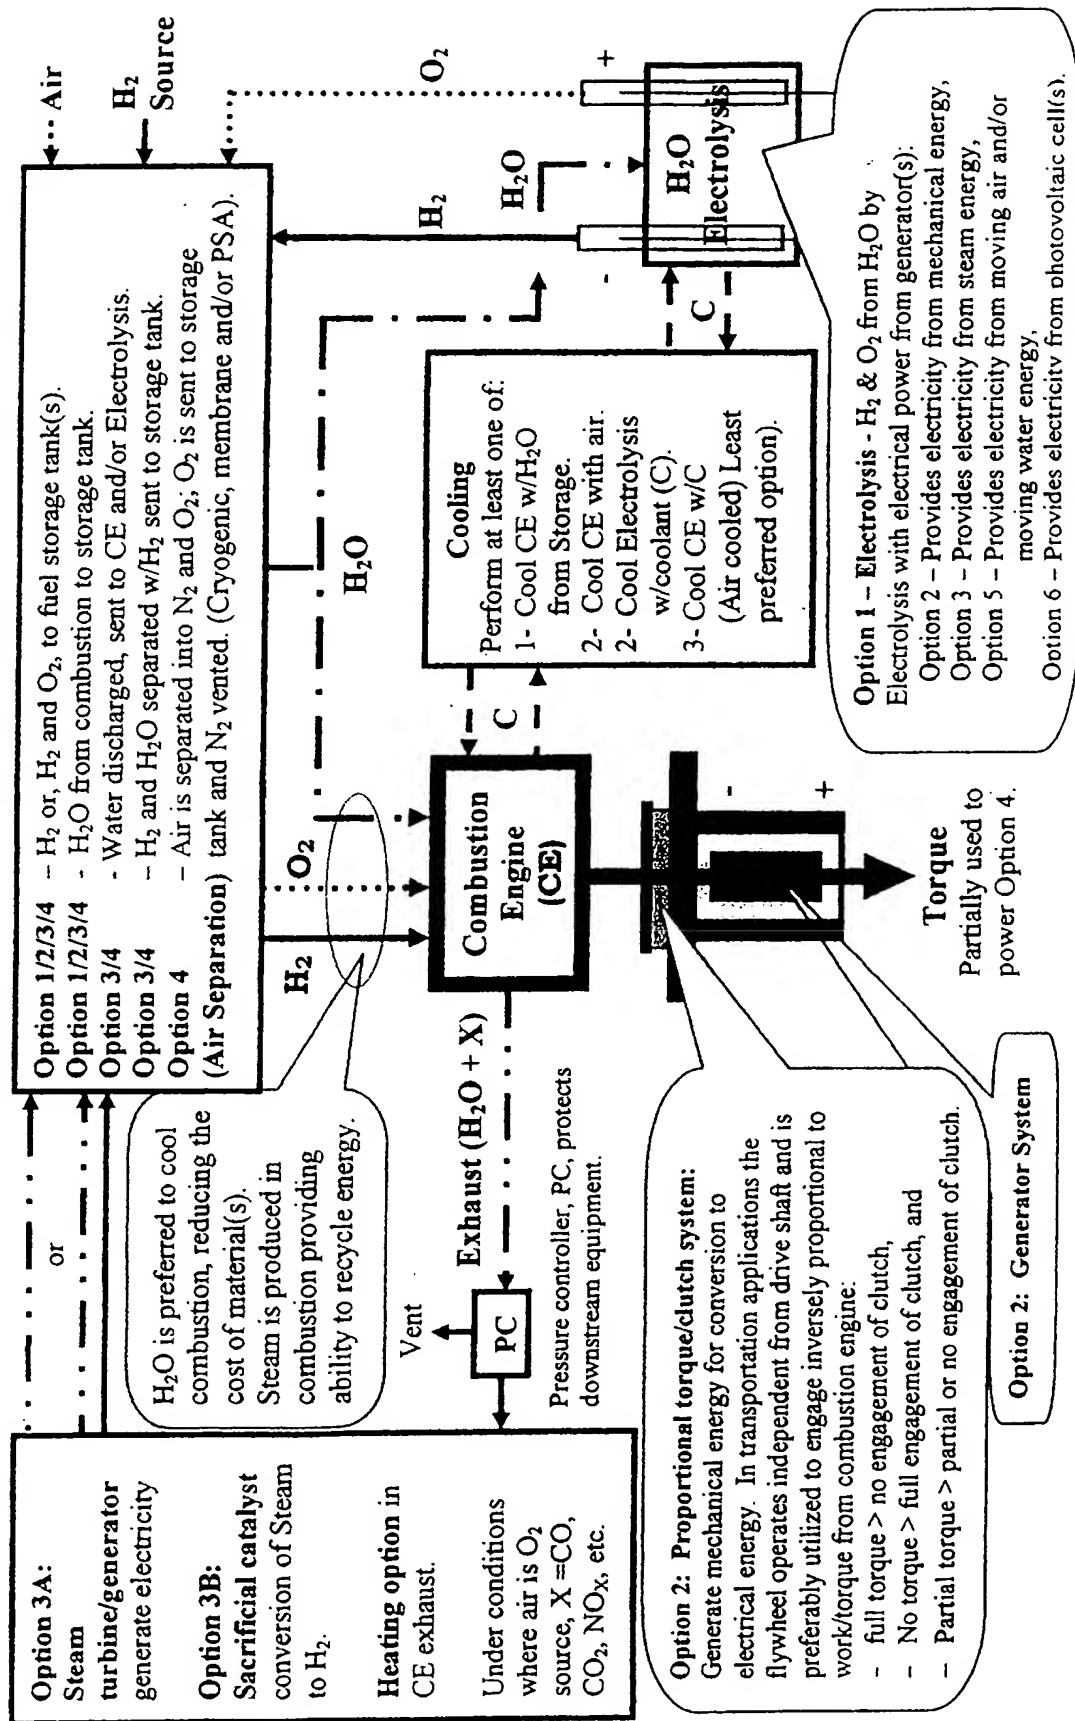 Option 3A:
Steam
turbine/generator
generate electricity
Option 3B:
Sacrificial catalyst
conversion of Steam
to H₂.
Heating option in
CE exhaust.
Under conditions
where air is O₂
source, X =CO,
CO₂, NOₓ, etc.
or
Option 1/2/3/4 – H₂ or, H₂ and O₂, to fuel storage tank(s).
Option 1/2/3/4 - H₂O from combustion to storage tank.
Option 3/4 - Water discharged, sent to CE and/or Electrolysis.
Option 3/4 – H₂ and H₂O separated w/H₂ sent to storage tank.
Option 4 – Air is separated into N₂ and O₂; O₂ is sent to storage
(Air Separation) tank and N₂ vented. (Cryogenic, membrane and/or PSA).
Air
H₂
Source
O₂
H₂O is preferred to cool
combustion, reducing the
cost of material(s).
Steam is produced in
combustion providing
ability to recycle energy.
H₂
O₂
H₂O
H₂
H₂O
Vent
PC
Exhaust (H₂O + X)
Pressure controller, PC, protects
downstream equipment.
Combustion
Engine
(CE)
C
Cooling
Perform at least one of:
1- Cool CE w/H₂O
from Storage.
2- Cool CE with air.
2- Cool Electrolysis
w/coolant (C).
3- Cool CE w/C
(Air cooled) Least
preferred option).
C
-
+
H₂O
Electrolysis
Option 2: Proportional torque/clutch system:
Generate mechanical energy for conversion to
electrical energy. In transportation applications the
flywheel operates independent from drive shaft and is
preferably utilized to engage inversely proportional to
work/torque from combustion engine:
- full torque > no engagement of clutch,
- No torque > full engagement of clutch, and
– Partial torque > partial or no engagement of clutch.
Option 2: Generator System
-
+
Torque
Partially used to
power Option 4.
Option 1 – Electrolysis - H₂ & O₂ from H₂O by
Electrolysis with electrical power from generator(s):
Option 2 – Provides electricity from mechanical energy,
Option 3 – Provides electricity from steam energy,
Option 5 – Provides electricity from moving air and/or
moving water energy,
Option 6 – Provides electricity from photovoltaic cell(s).